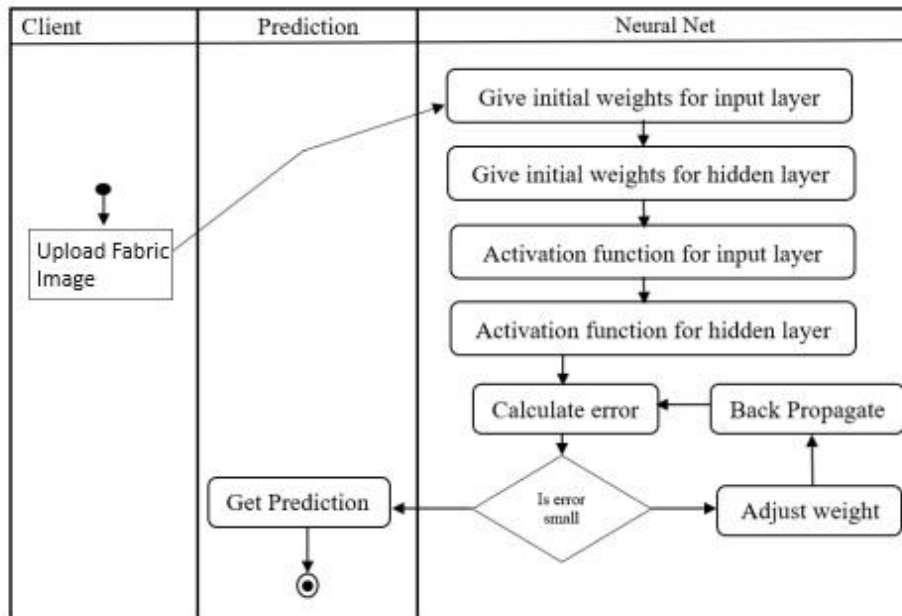 Client
Prediction
Neural Net
Give initial weights for input layer
Give initial weights for hidden layer
Upload Fabric
Image
Activation function for input layer
Activation function for hidden layer
Calculate error
Back Propagate
Get Prediction
Is error
small
Adjust weight